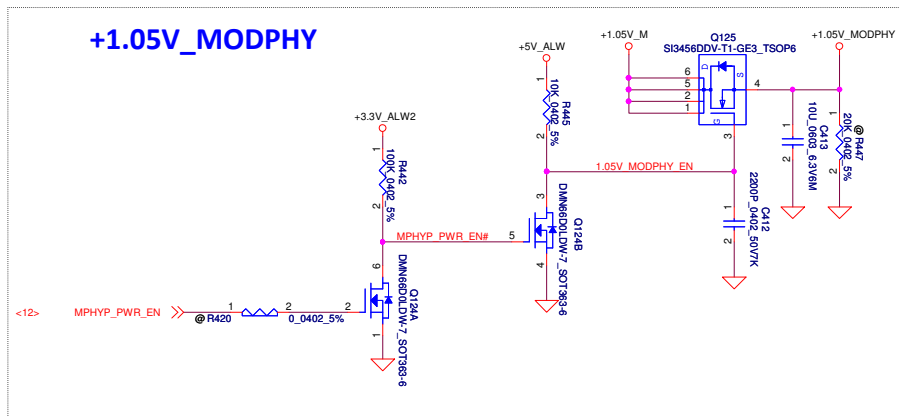 +1.05V_MODPHY
Q125
SI3456DDV-T1-GE3_TSOP6
+1.05V_M
+1.05V_MODPHY
+5V_ALW
D
S
G
6
5
2
1
4
3
1
2
10K_0402_5%
R445
+3.3V_ALW2
1
2
100K_0402_5%
R442
1
2
10U_0603_6.3V6M
C413
1
2
20K_0402_5%
@ R447
1.05V_MODPHY_EN
1
2
2200P_0402_50V7K
C412
3
5
4
DMN66D0LDW-7_SOT363-6
Q124B
MPHYP_PWR_EN#
6
2
1
DMN66D0LDW-7_SOT363-6
Q124A
<12>
MPHYP_PWR_EN
1
2
@ R420
0_0402_5%